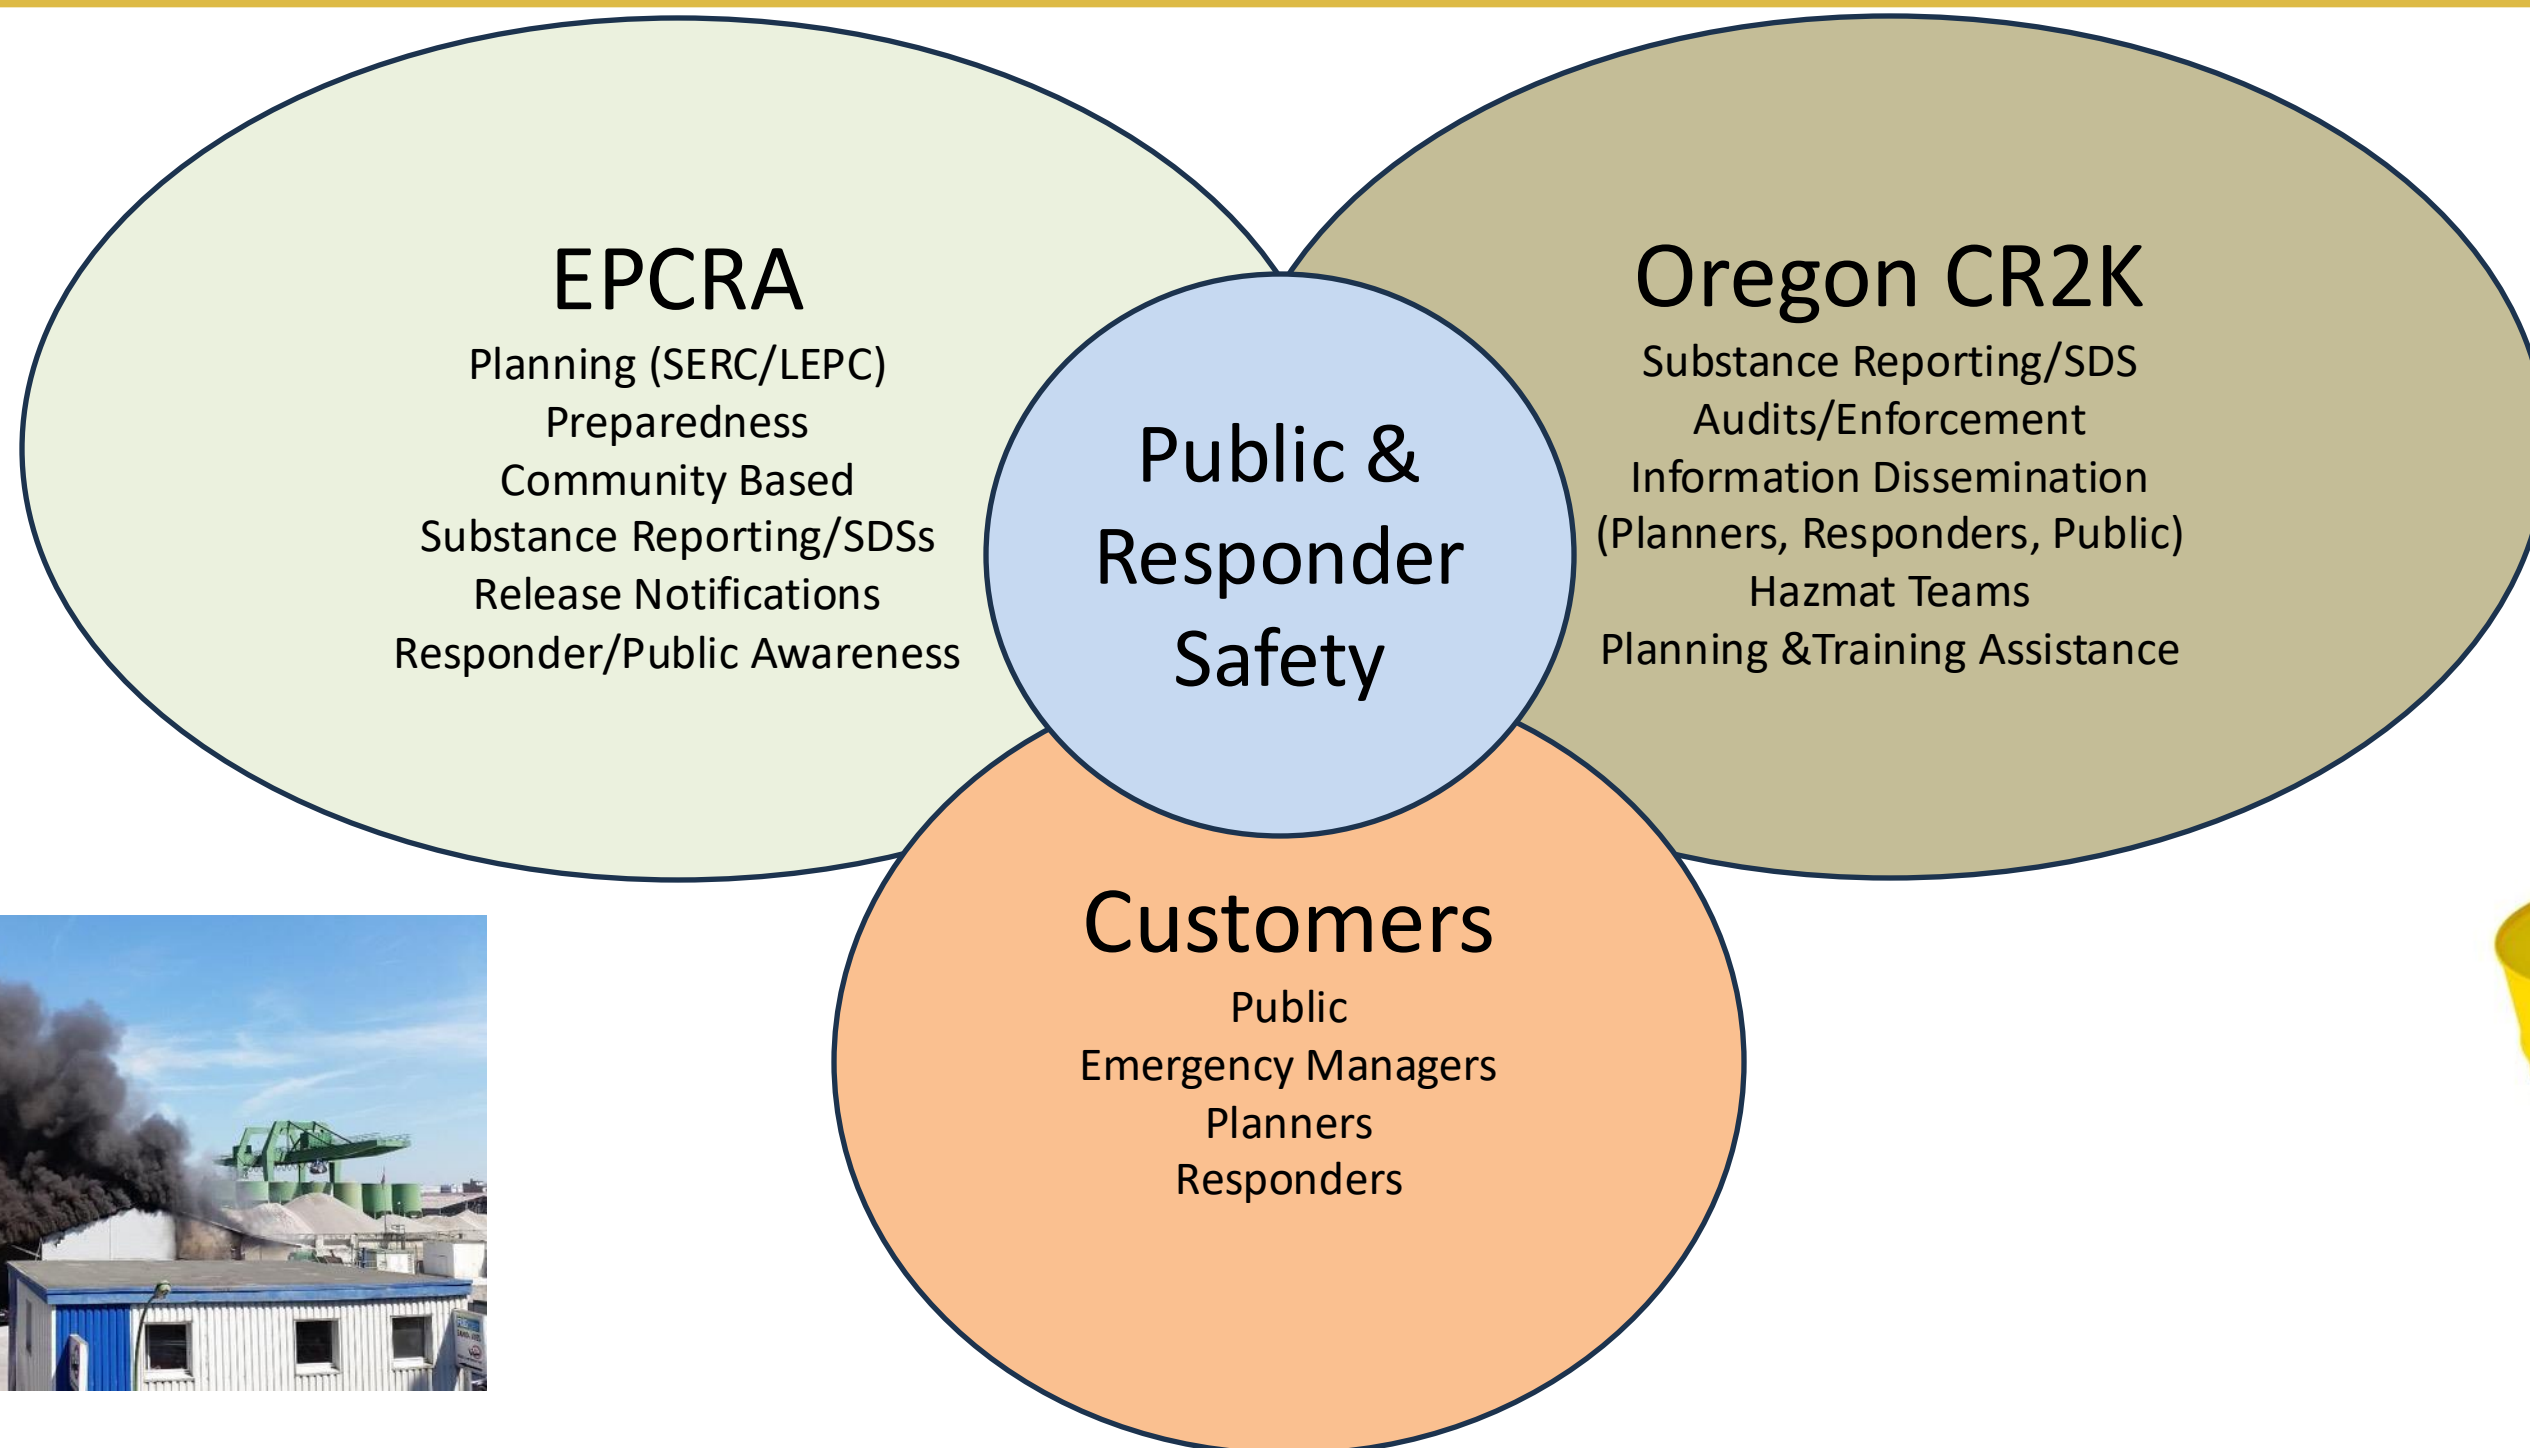 EPCRA
Planning (SERC/LEPC)
Preparedness
Community Based
Substance Reporting/SDSs
Release Notifications
Responder/Public Awareness
Public &
Responder
Safety
Oregon CR2K
Substance Reporting/SDS
Audits/Enforcement
Information Dissemination
(Planners, Responders, Public)
Hazmat Teams
Planning &Training Assistance
Customers
Public
Emergency Managers
Planners
Responders